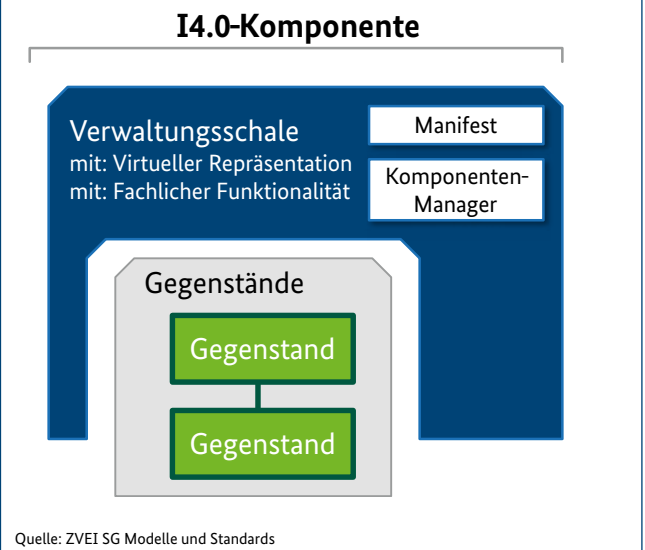 I4.0-Komponente
Verwaltungsschale
mit: Virtueller Repräsentation
mit: Fachlicher Funktionalität
Manifest
Komponenten-
Manager
Gegenstände
Gegenstand
Gegenstand
Quelle: ZVEI SG Modelle und Standards